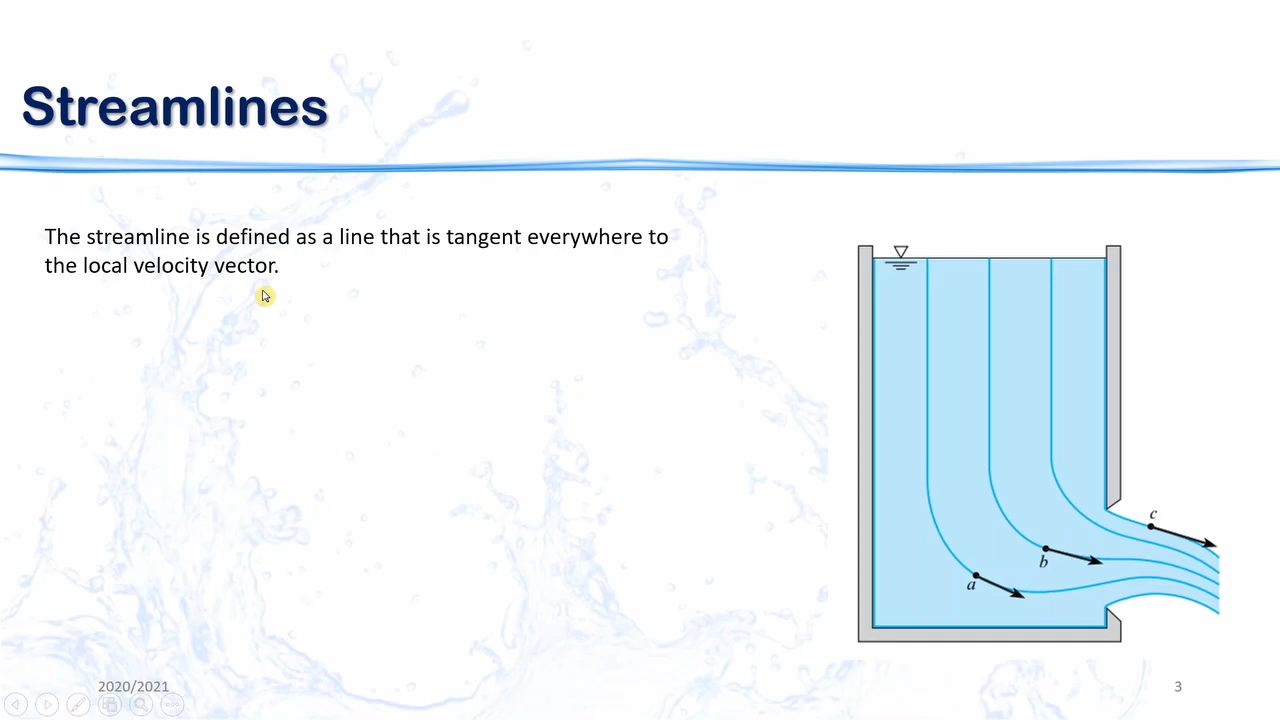 Streamlines
The streamline is defined as a line that is tangent everywhere to
the local velocity vector.
c
b
a
2020/2021
3